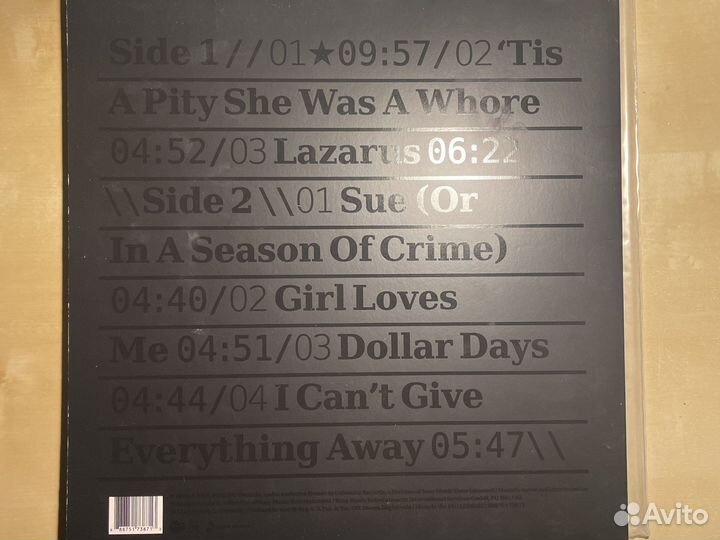 Side 1//01★09:57/02 ‘Tis
A Pity She Was A Whore
04:52/03 Lazarus 06:22
\\Side 2\\01 Sue (Or
In A Season Of Crime)
04:40/02 Girl Loves
Me 04:51/03 Dollar Days
04:44/04 I Can’t Give
Everything Away 05:47\\
Avito